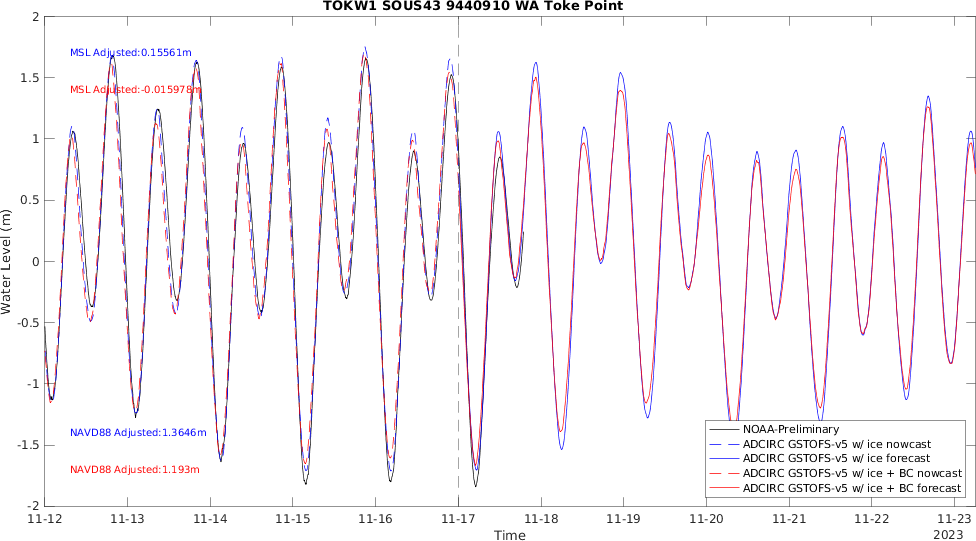 TOKW1 SOUS43 9440910 WA Toke Point
2
1.5
1
0.5
0
-0.5
-1
-1.5
-2
Water Level (m)
MSL Adjusted:0.15561m
MSL Adjusted:-0.015978m
NAVD88 Adjusted:1.3646m
NAVD88 Adjusted:1.193m
NOAA-Preliminary
ADCIRC GSTOFS-v5 w/ ice nowcast
ADCIRC GSTOFS-v5 w/ ice forecast
ADCIRC GSTOFS-v5 w/ ice + BC nowcast
ADCIRC GSTOFS-v5 w/ ice + BC forecast
11-12 11-13 11-14 11-15 11-16 11-17 11-18 11-19 11-20 11-21 11-22 11-23
Time
2023